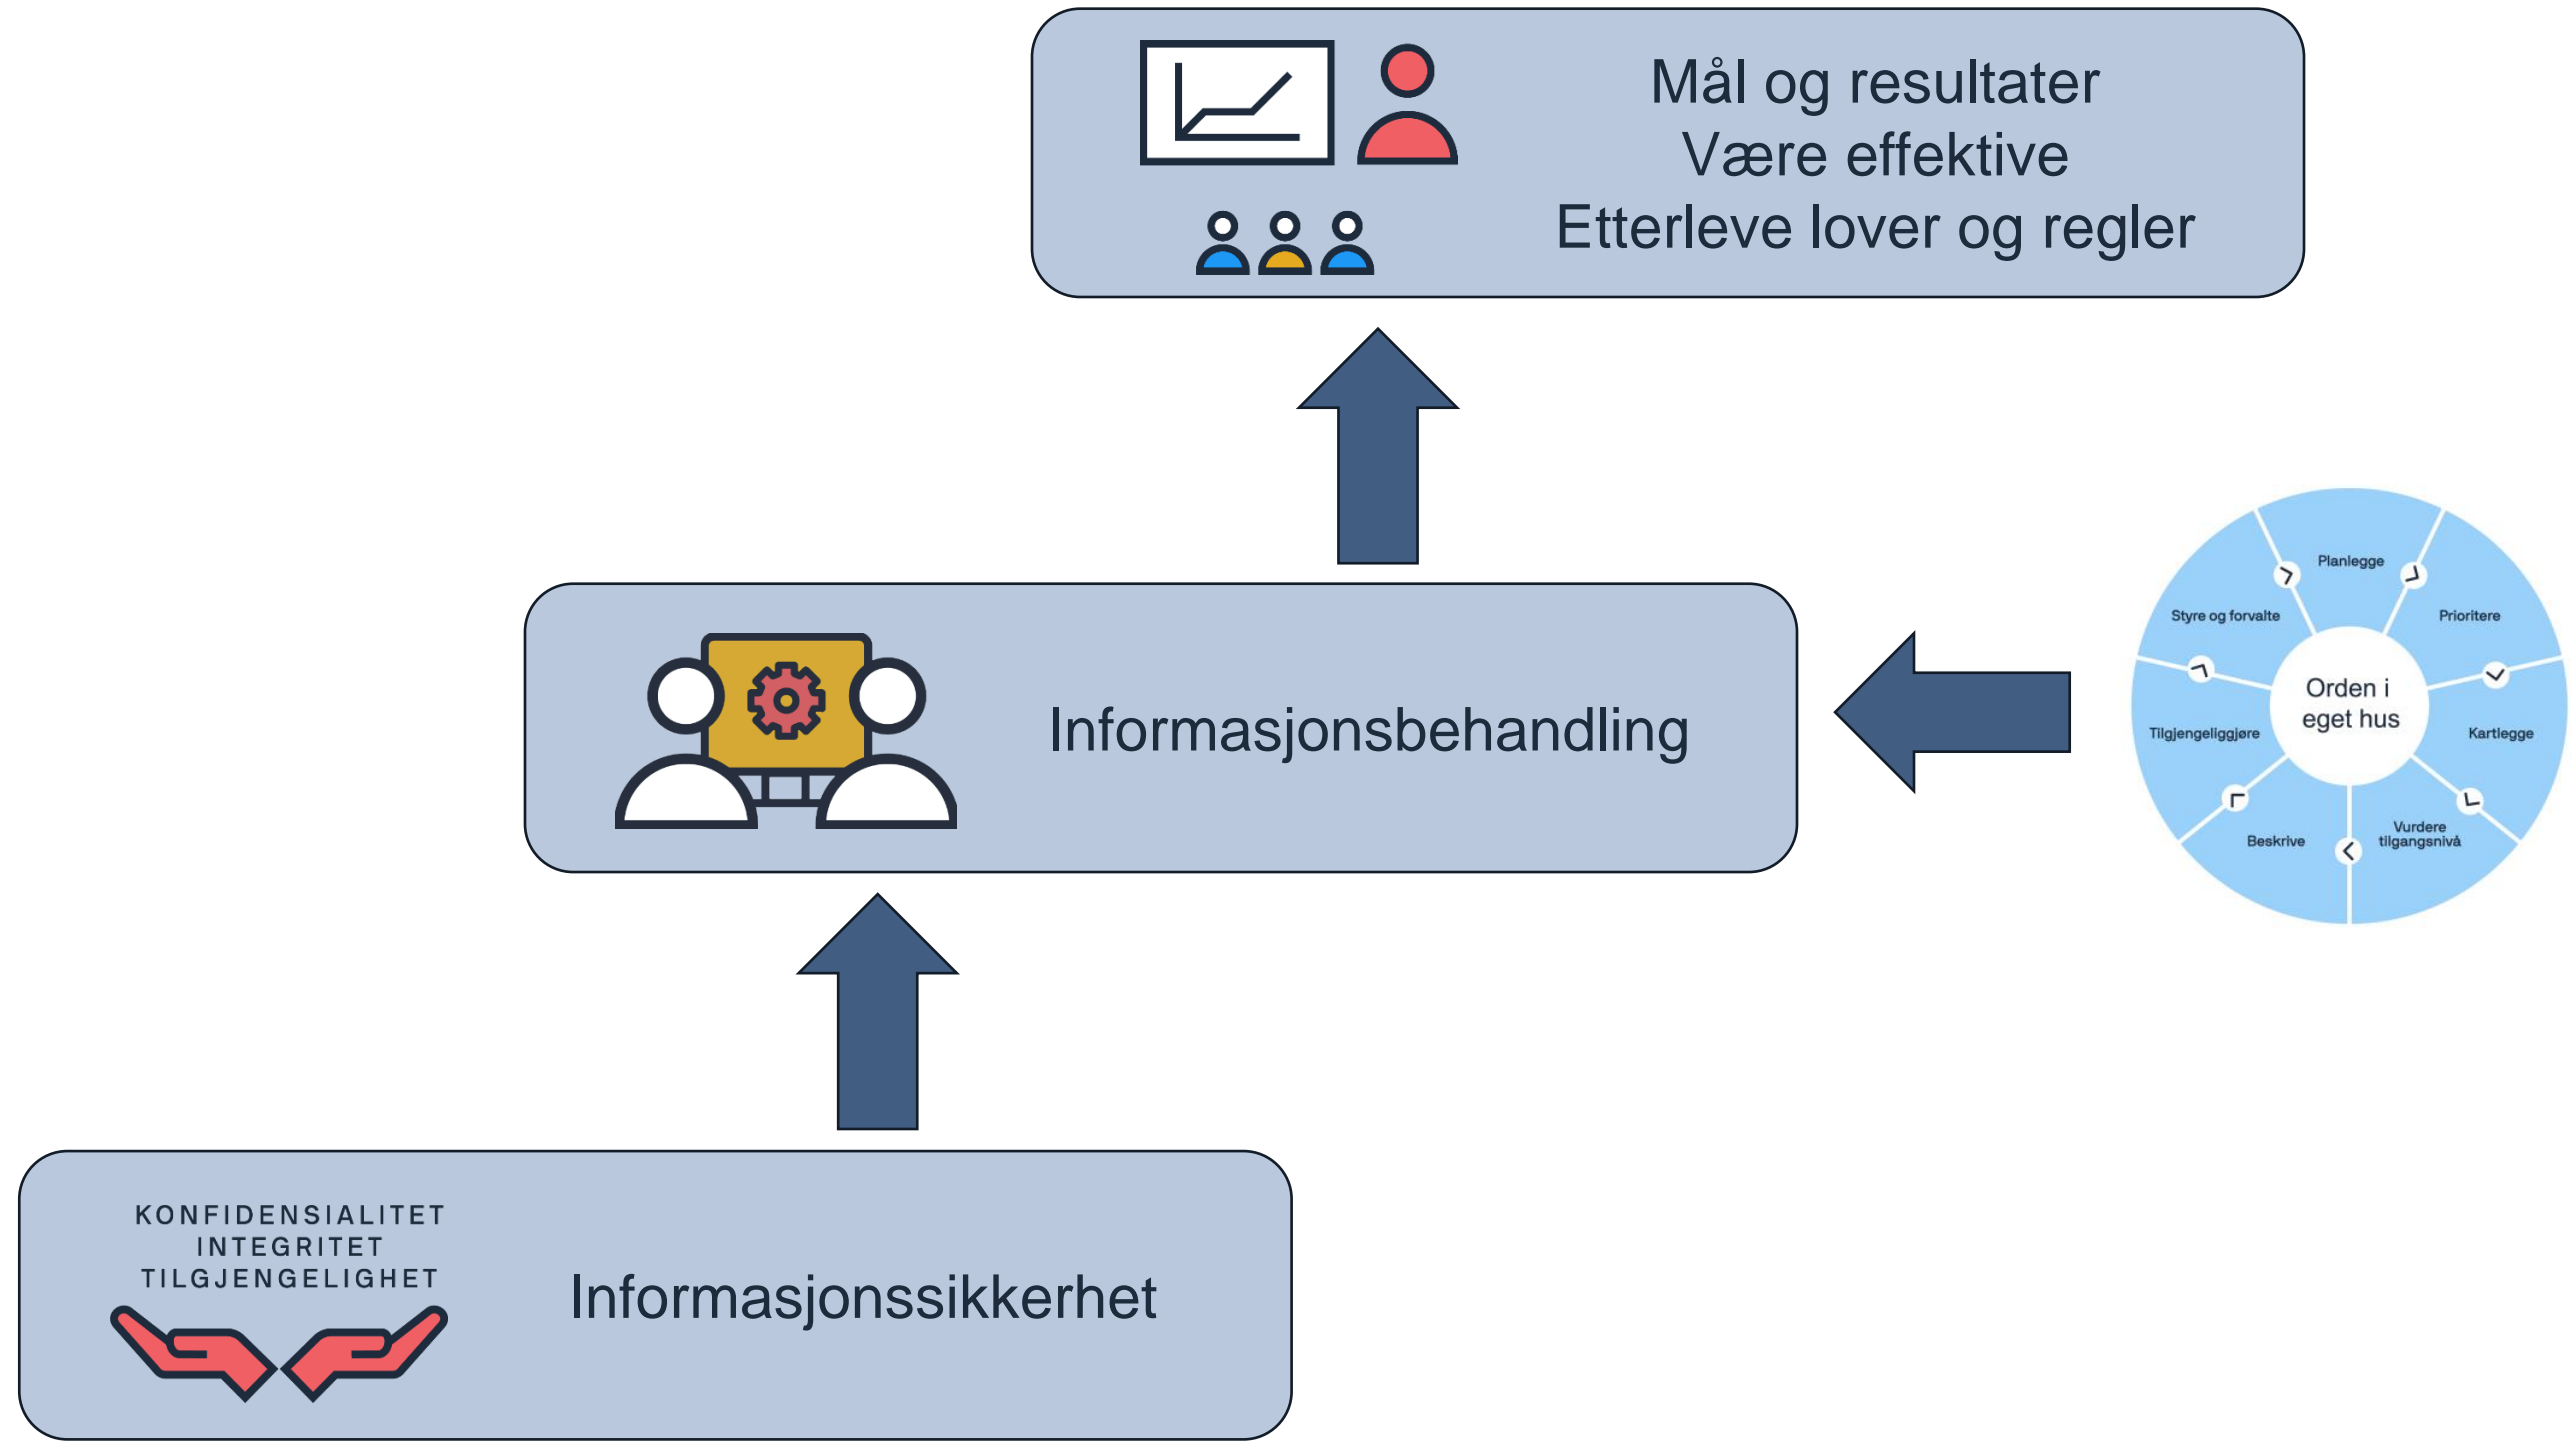 Mål og resultater
Være effektive
Etterleve lover og regler
Informasjonsbehandling
Planlegge
Prioritere
Kartlegge
Vurdere
tilgangsnivå
Beskrive
Tilgjengeliggjøre
Styre og forvalte
Orden i
eget hus
KONFIDENSIALITET
INTEGRITET
TILGJENGELIGHET
Informasjonssikkerhet